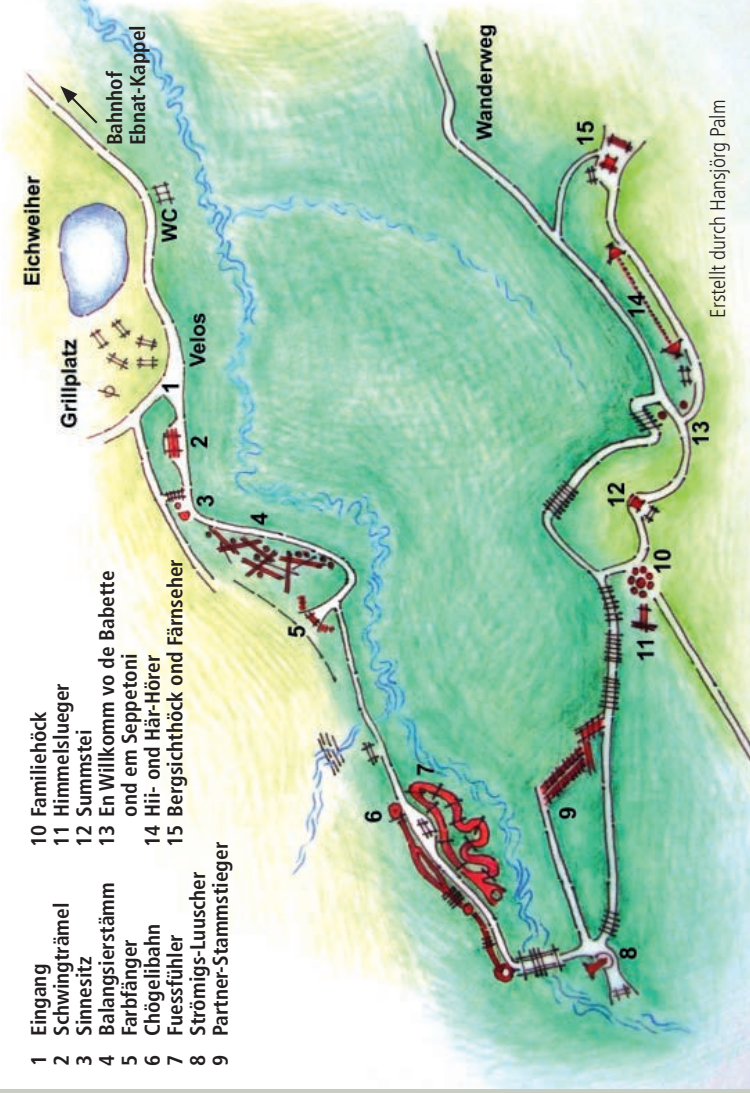 1 Eingang
2 Schwingträmel
3 Sinnesitz
4 Balangsierstämm
5 Farbfänger
6 Chögelibahn
7 Fuessfühler
8 Strömigs-Luuscher
9 Partner-Stammstieger
10 Familiehöck
11 Himmelslueger
12 Summstei
13 En Willkomm vo de Babette
ond em Seppetoni
14 Hii- ond Här-Hörer
15 Bergsichthöck ond Färnseher
Eichweiher
Grillplatz
Bahnhof
Ebnat-Kappel
WC
Velos
Wanderweg
1
2
3
4
5
6
7
8
9
10
11
12
13
14
15
Erstellt durch Hansjörg Palm